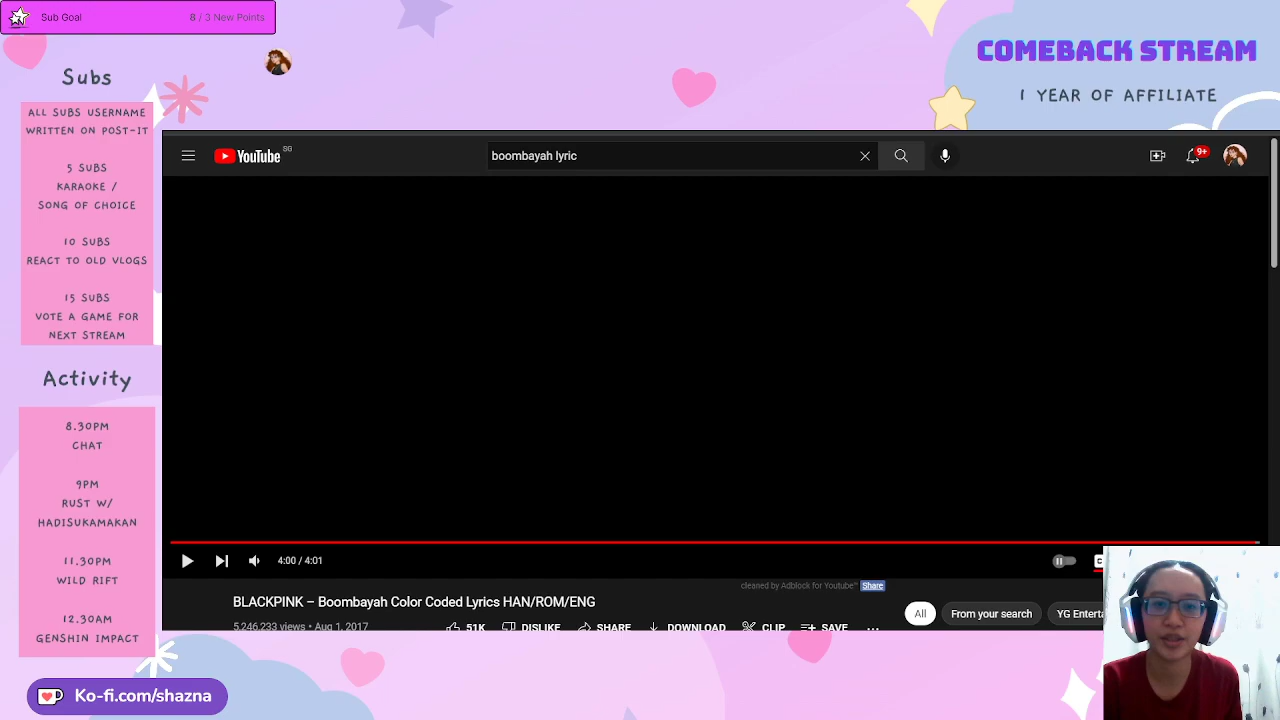 Sub Goal
8 / 3 New Points
COMEBACK STREAM
1 YEAR OF AFFILIATE
Subs
ALL SUBS USERNAME
WRITTEN ON POST-IT
5 SUBS
KARAOKE /
SONG OF CHOICE
10 SUBS
REACT TO OLD VLOGS
15 SUBS
VOTE A GAME FOR
NEXT STREAM
Activity
8.30PM
CHAT
9PM
RUST W/
HADISUKAMAKAN
11.30PM
WILD RIFT
12.30AM
GENSHIN IMPACT
Ko-fi.com/shazna
YouTube SG
boombayah lyric
9+
4:00 / 4:01
cleaned by Adblock for Youtube™ Share
BLACKPINK – Boombayah Color Coded Lyrics HAN/ROM/ENG
5,246,233 views • Aug 1, 2017
51K DISLIKE SHARE DOWNLOAD CLIP SAVE ...
All From your search YG Enterta